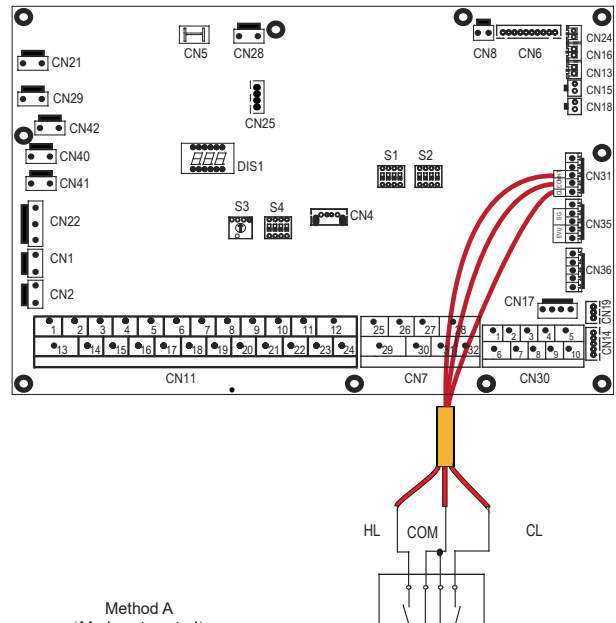 CN5
CN28
CN8
CN6
CN24
CN16
CN13
CN15
CN18
CN21
CN29
CN42
CN40
CN41
CN22
CN1
CN2
CN25
DIS1
S1
S2
S3
S4
CN4
CN31
CN35
SG
EVU
CN36
CN17
CN19
CN14
1 2 3 4 5 6 7 8 9 10 11 12
13 14 15 16 17 18 19 20 21 22 23 24
CN11
25 26 27 28
29 30 31 32
CN7
1 2 3 4 5
6 7 8 9 10
CN30
HL
COM
CL
Method A